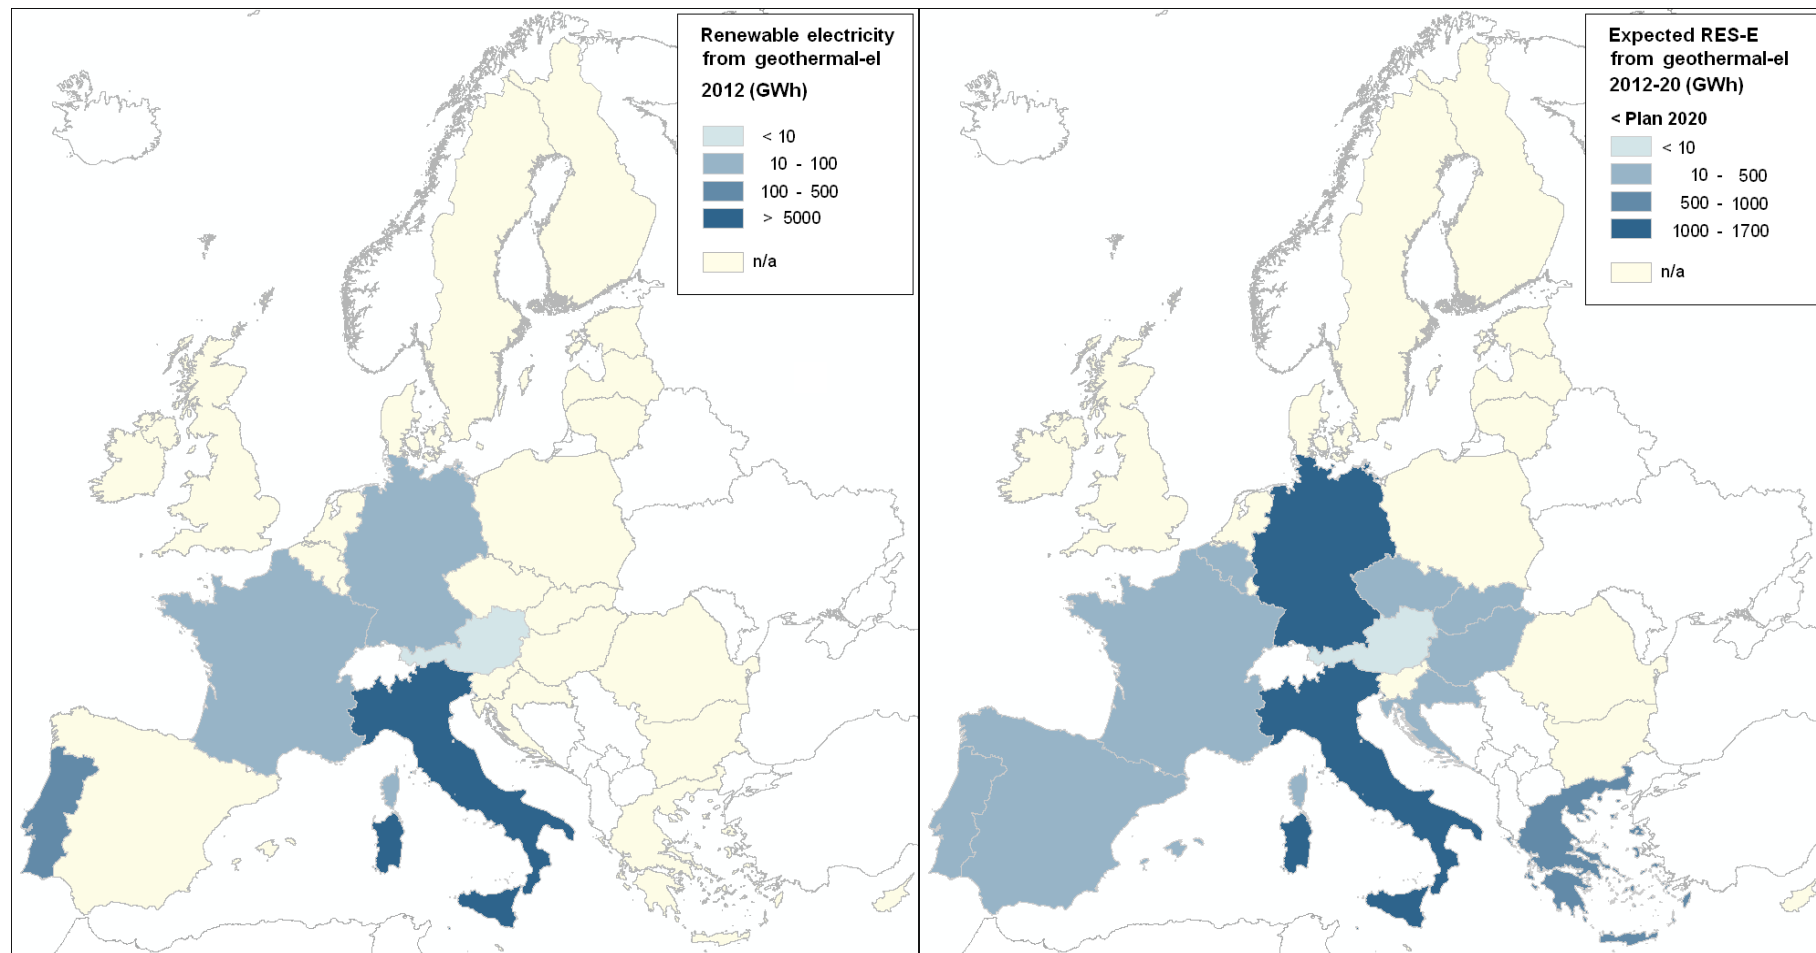 Renewable electricity
from geothermal-el
2012 (GWh)
< 10
10 - 100
100 - 500
> 5000
n/a
Expected RES-E
from geothermal-el
2012-20 (GWh)
< Plan 2020
< 10
10 - 500
500 - 1000
1000 - 1700
n/a